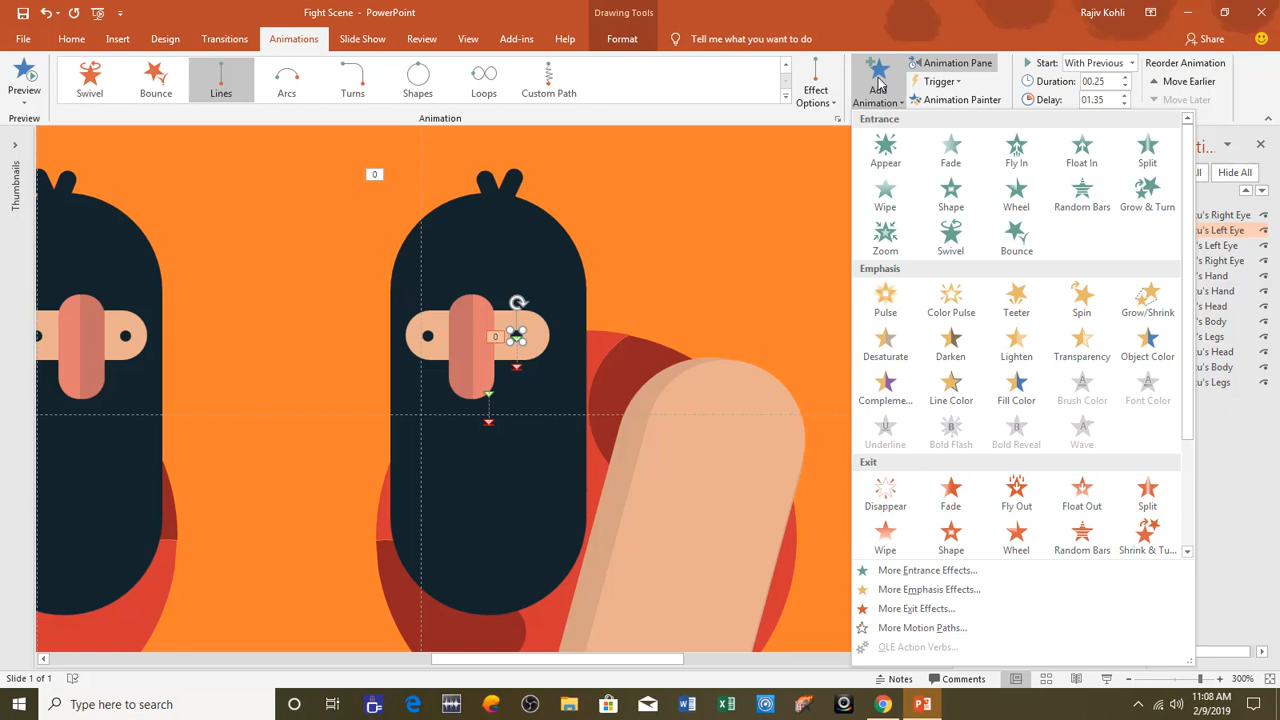 Fight Scene - PowerPoint
Drawing Tools
Rajiv Kohli
File Home Insert Design Transitions Animations Slide Show Review View Add-ins Help Format Tell me what you want to do Share
Preview
Swivel Bounce Lines Arcs Turns Shapes Loops Custom Path
Effect Options
Add Animation
Animation Pane
Trigger
Animation Painter
Start: With Previous
Duration: 00.25
Delay: 01.35
Reorder Animation
Move Earlier
Move Later
Preview Animation
Thumbnails
0
0
Entrance
Appear Fade Fly In Float In Split
Wipe Shape Wheel Random Bars Grow & Turn
Zoom Swivel Bounce
Emphasis
Pulse Color Pulse Teeter Spin Grow/Shrink
Desaturate Darken Lighten Transparency Object Color
Compleme... Line Color Fill Color Brush Color Font Color
Underline Bold Flash Bold Reveal Wave
Exit
Disappear Fade Fly Out Float Out Split
Wipe Shape Wheel Random Bars Shrink & Tu...
More Entrance Effects...
More Emphasis Effects...
More Exit Effects...
More Motion Paths...
OLE Action Verbs...
Hide All
u's Right Eye
u's Left Eye
u's Left Eye
u's Right Eye
u's Hand
u's Hand
u's Head
u's Body
u's Legs
u's Head
u's Body
u's Legs
Slide 1 of 1
Notes Comments 300%
Type here to search
11:08 AM
2/9/2019